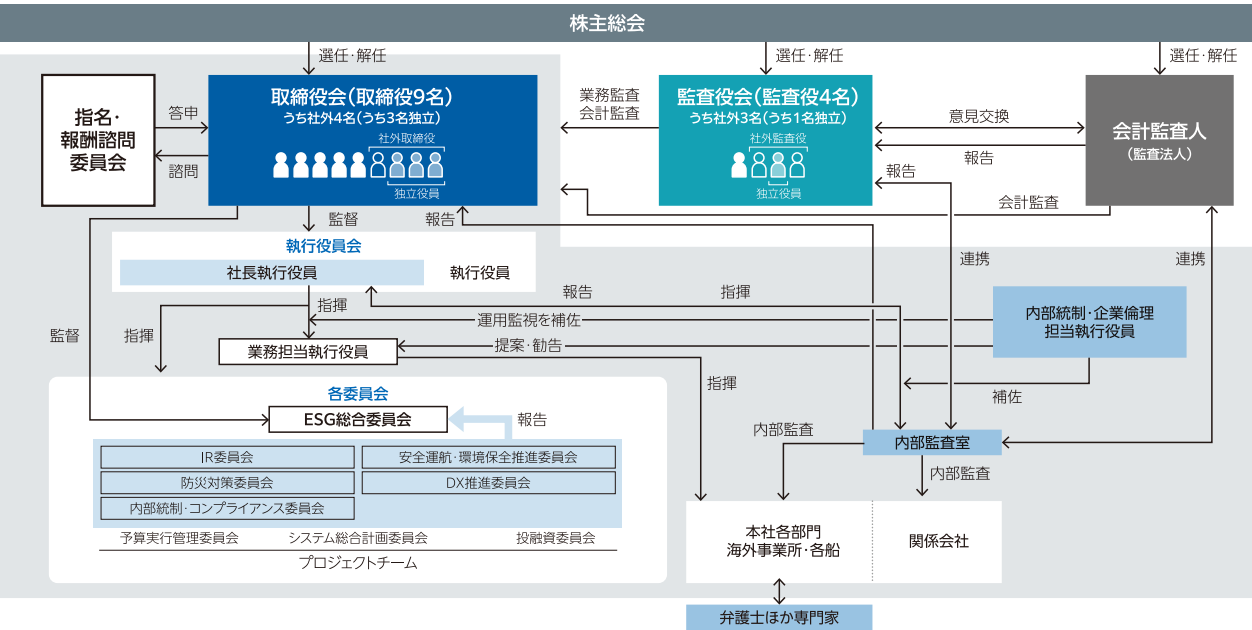 株主総会
選任・解任
選任・解任
選任・解任
指名・
報酬諮問
委員会
答申
諮問
取締役会(取締役9名)
うち社外4名(うち3名独立)
社外取締役
独立役員
業務監査
会計監査
監査役会(監査役4名)
うち社外3名(うち1名独立)
社外監査役
独立役員
意見交換
報告
会計監査人
(監査法人)
報告
会計監査
監督
報告
執行役員会
社長執行役員
執行役員
連携
連携
監督
指揮
指揮
報告
指揮
運用監視を補佐
提案・勧告
内部統制・企業倫理
担当執行役員
業務担当執行役員
指揮
補佐
各委員会
ESG総合委員会
報告
内部監査
内部監査室
内部監査
IR委員会
安全運航・環境保全推進委員会
防災対策委員会
DX推進委員会
内部統制・コンプライアンス委員会
予算実行管理委員会
システム総合計画委員会
投融資委員会
プロジェクトチーム
本社各部門
海外事業所・各船
関係会社
弁護士ほか専門家